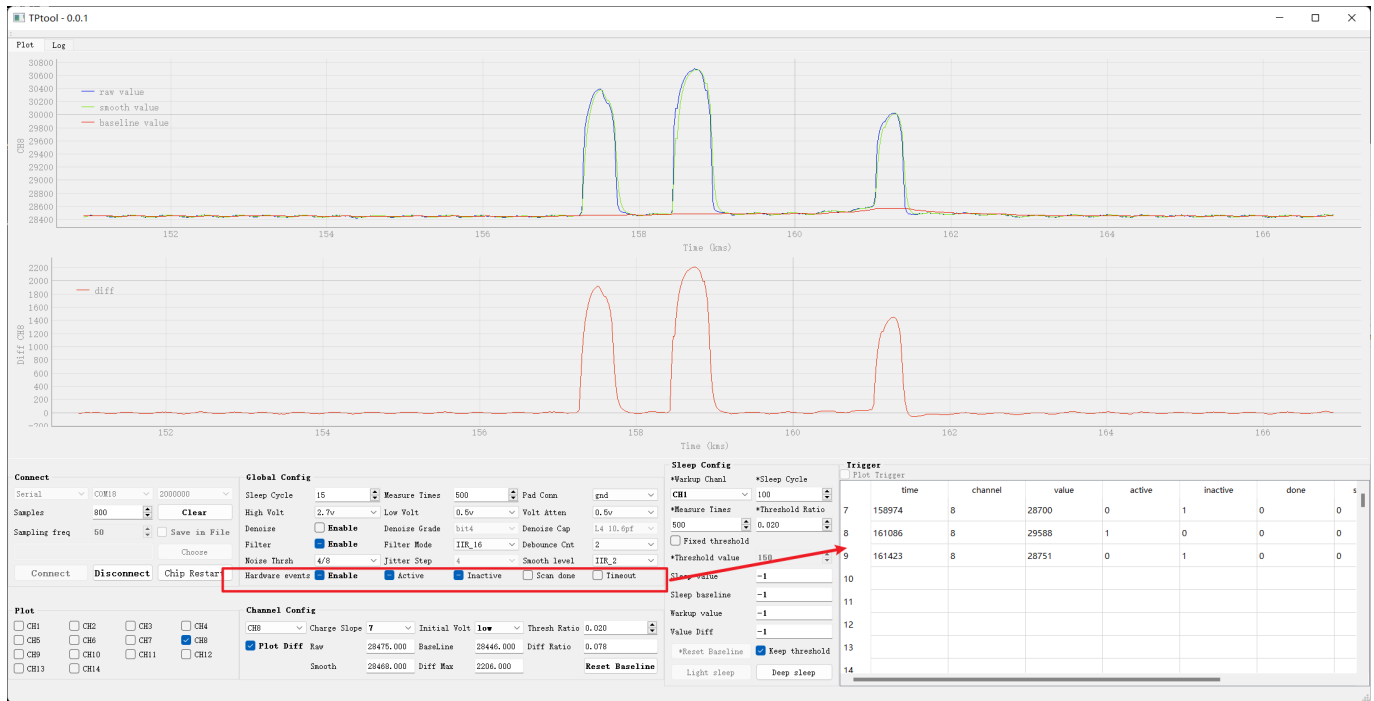 TPtool - 0.0.1
Plot Log
30800
30600
30400
30200
30000
29800
29600
29400
29200
29000
28800
28600
28400
CH8
raw value
smooth value
baseline value
152 154 156 158 160 162 164 166
Time (kms)
2200
2000
1800
1600
1400
1200
1000
800
600
400
200
0
-200
Diff CH8
diff
152 154 156 158 160 162 164 166
Time (kms)
Connect
Serial COM18 2000000
Samples 800 Clear
Sampling freq 50 Save in File
Choose
Connect Disconnect Chip Restart
Plot
CH1 CH2 CH3 CH4
CH5 CH6 CH7 CH8
CH9 CH10 CH11 CH12
CH13 CH14
Global Config
Sleep Cycle 15 Measure Times 500 Pad Conn gnd
High Volt 2.7v Low Volt 0.5v Volt Atten 0.5v
Denoise Enable Denoise Grade bit4 Denoise Cap L4 10.6pf
Filter Enable Filter Mode IIR_16 Debounce Cnt 2
Noise Thrsh 4/8 Jitter Step 4 Smooth level IIR_2
Hardware events Enable Active Inactive Scan done Timeout
Channel Config
CH8 Charge Slope 7 Initial Volt low Thresh Ratio 0.020
Plot Diff Raw 28475.000 BaseLine 28446.000 Diff Ratio 0.078
Smooth 28468.000 Diff Max 2206.000 Reset Baseline
Sleep Config
*Warkup Chanl *Sleep Cycle
CH1 100
*Measure Times *Threshold Ratio
500 0.020
Fixed threshold
*Threshold value 150
Sleep value -1
Sleep baseline -1
Warkup value -1
Value Diff -1
*Reset Baseline Keep threshold
Light sleep Deep sleep
Trigger
Plot Trigger
time channel value active inactive done s
7 158974 8 28700 0 1 0 0
8 161086 8 29588 1 0 0 0
9 161423 8 28751 0 1 0 0
10
11
12
13
14